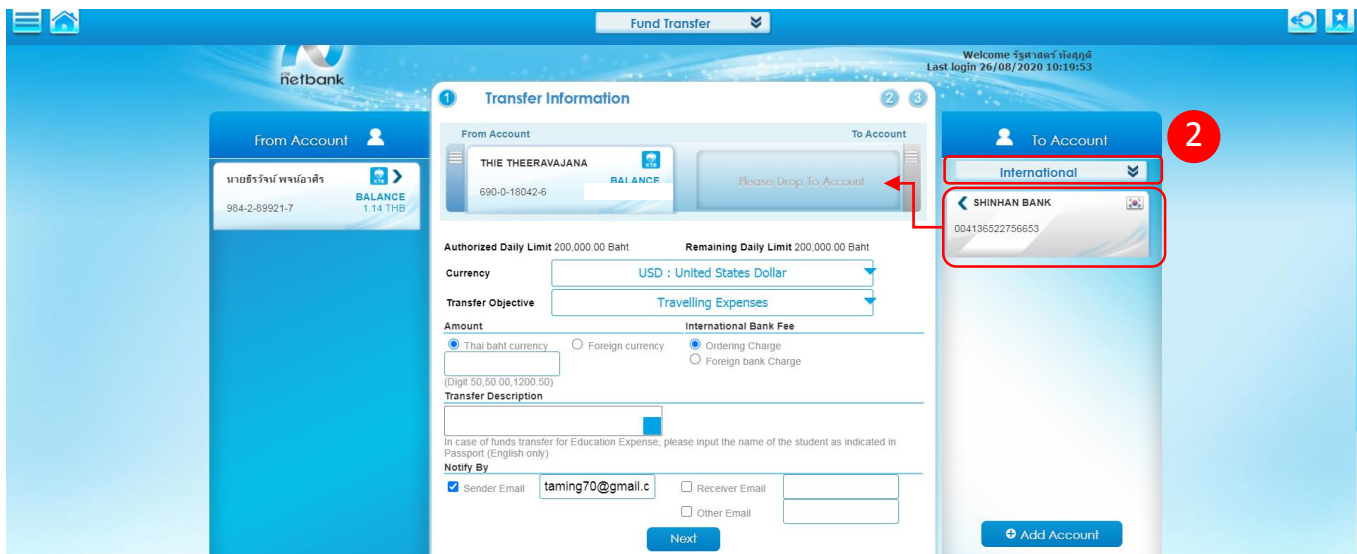 Fund Transfer
Welcome รัฐศาสตร์ ทังสุภูติ
Last login 26/08/2020 10:19:53
KTB
netbank
1 Transfer Information 2 3
From Account
From Account
To Account
To Account
2
THIE THEERAVAJANA
KTB
BALANCE
690-0-18042-6
Please Drop To Account
นายธีรวัจน์ พจน์อาศิร
KTB
BALANCE
984-2-89921-7
1.14 THB
International
SHINHAN BANK
004136522756653
Authorized Daily Limit 200,000.00 Baht
Remaining Daily Limit 200,000.00 Baht
Currency
USD : United States Dollar
Transfer Objective
Travelling Expenses
Amount
International Bank Fee
Thai baht currency
Foreign currency
Ordering Charge
Foreign bank Charge
(Digit 50,50.00,1200.50)
Transfer Description
In case of funds transfer for Education Expense, please input the name of the student as indicated in
Passport (English only)
Notify By
Sender Email
taming70@gmail.c
Receiver Email
Other Email
Next
Add Account